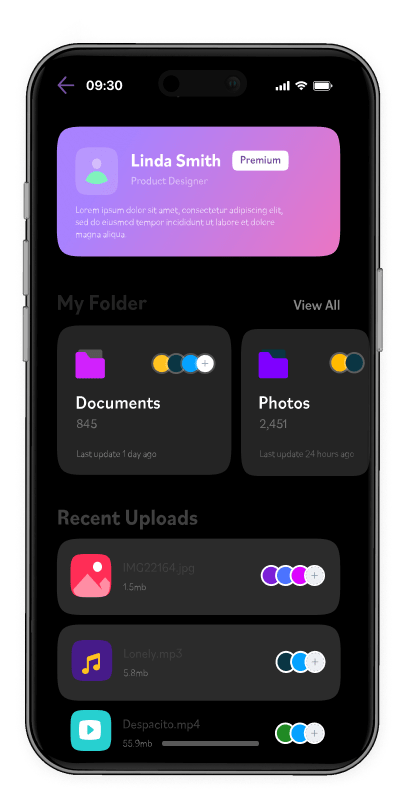 09:30
Linda Smith Premium
Product Designer
Lorem ipsum dolor sit amet, consectetur adipiscing elit,
sed do eiusmod tempor incididunt ut labore et dolore
magna aliqua
My Folder View All
Documents
845
Last update 1 day ago
Photos
2,451
Last update 24 hours ago
Recent Uploads
IMG22164.jpg
1.5mb
Lonely.mp3
5.8mb
Despacito.mp4
55.9mb